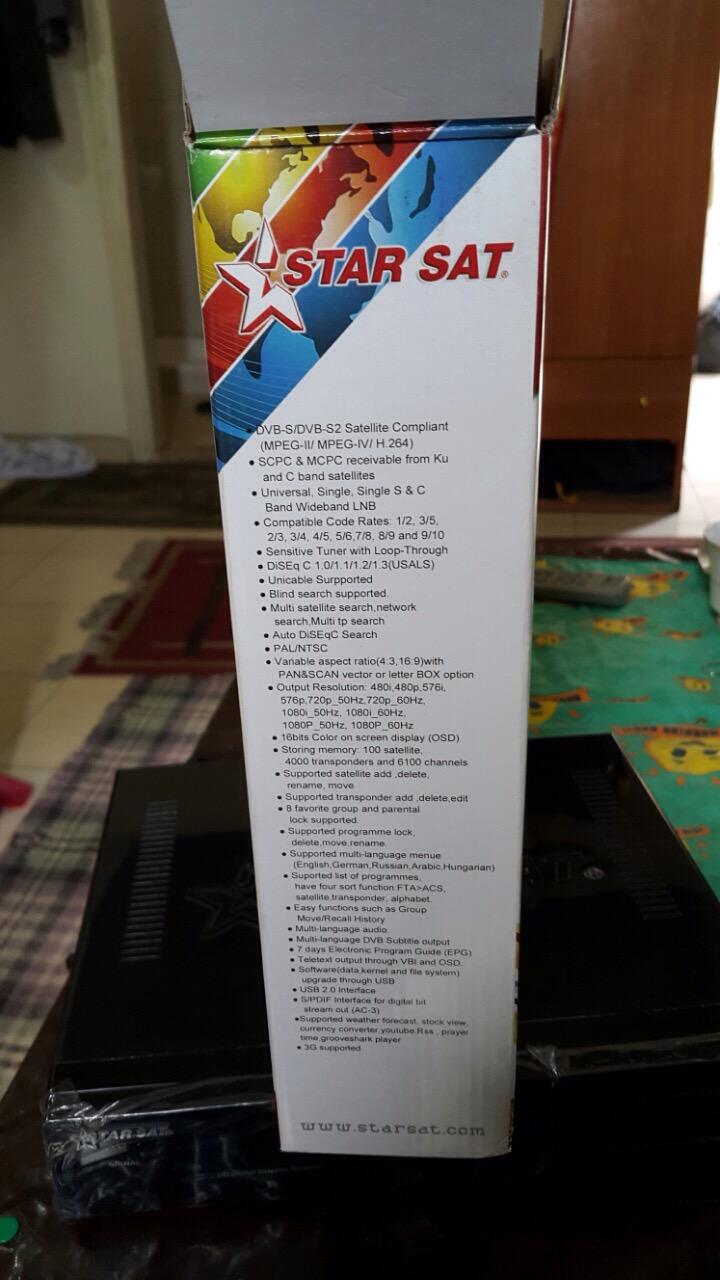 STAR SAT®
• DVB-S/DVB-S2 Satellite Compliant
(MPEG-II/ MPEG-IV/ H.264)
• SCPC & MCPC receivable from Ku
and C band satellites
• Universal, Single, Single S & C
Band Wideband LNB
• Compatible Code Rates: 1/2, 3/5,
2/3, 3/4, 4/5, 5/6,7/8, 8/9 and 9/10
• Sensitive Tuner with Loop-Through
• DiSEq C 1.0/1.1/1.2/1.3(USALS)
• Unicable Surpported
• Blind search supported.
• Multi satellite search,network
search,Multi tp search
• Auto DiSEqC Search
• PAL/NTSC
• Variable aspect ratio(4:3,16:9)with
PAN&SCAN vector or letter BOX option
• Output Resolution: 480i,480p,576i,
576p,720p_50Hz,720p_60Hz,
1080i_50Hz, 1080i_60Hz,
1080P_50Hz, 1080P_60Hz
• 16bits Color on screen display (OSD)
• Storing memory: 100 satellite,
4000 transponders and 6100 channels
• Supported satellite add ,delete,
rename, move
• Supported transponder add ,delete,edit
• 8 favorite group and parental
lock supported.
• Supported programme lock,
delete,move,rename.
• Supported multi-language menue
(English,German,Russian,Arabic,Hungarian)
• Suported list of programmes,
have four sort function:FTA>ACS,
satellite,transponder, alphabet.
• Easy functions such as Group
Move/Recall History
• Multi-language audio.
• Multi-language DVB Subtitle output
• 7 days Electronic Program Guide (EPG)
• Teletext output through VBI and OSD.
• Software(data,kernel and file system)
upgrade through USB
• USB 2.0 Interface
• S/PDIF Interface for digital bit
stream out (AC-3)
•Supported weather forecast, stock view,
currency converter,youtube,Rss , prayer
time,grooveshark player
• 3G supported
www.starsat.com
STAR SAT